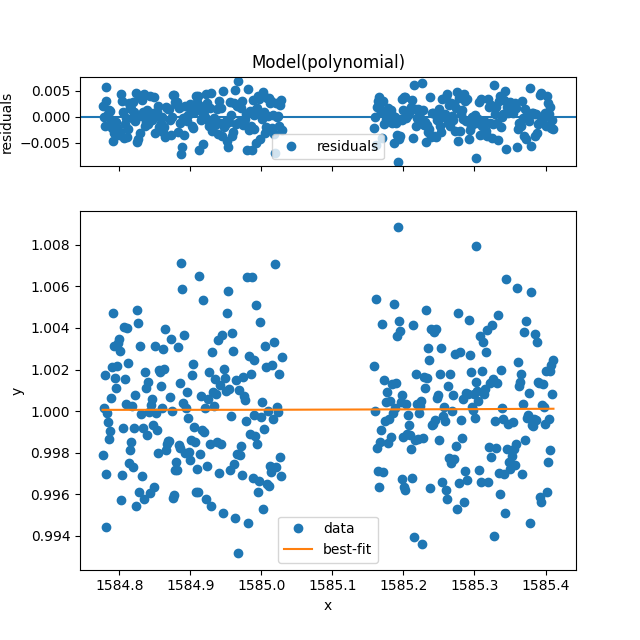 Model(polynomial)
residuals
0.005
0.000
−0.005
residuals
y
1.008
1.006
1.004
1.002
1.000
0.998
0.996
0.994
data
best-fit
1584.8 1584.9 1585.0 1585.1 1585.2 1585.3 1585.4
x